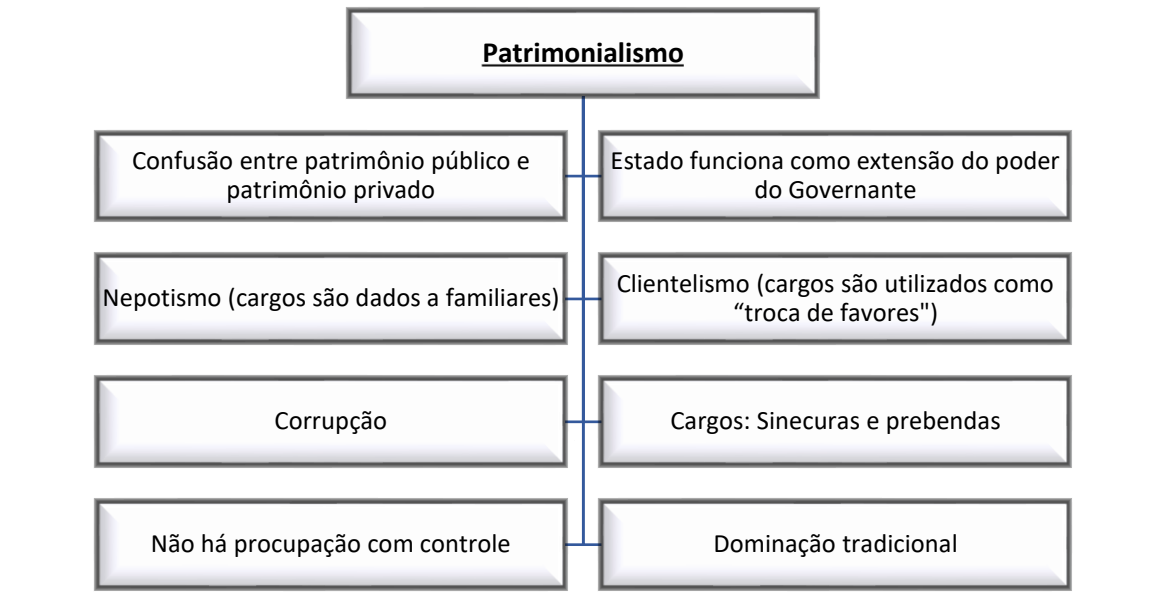 Patrimonialismo
Confusão entre patrimônio público e
patrimônio privado
Estado funciona como extensão do poder
do Governante
Nepotismo (cargos são dados a familiares)
Clientelismo (cargos são utilizados como
“troca de favores")
Corrupção
Cargos: Sinecuras e prebendas
Não há procupação com controle
Dominação tradicional